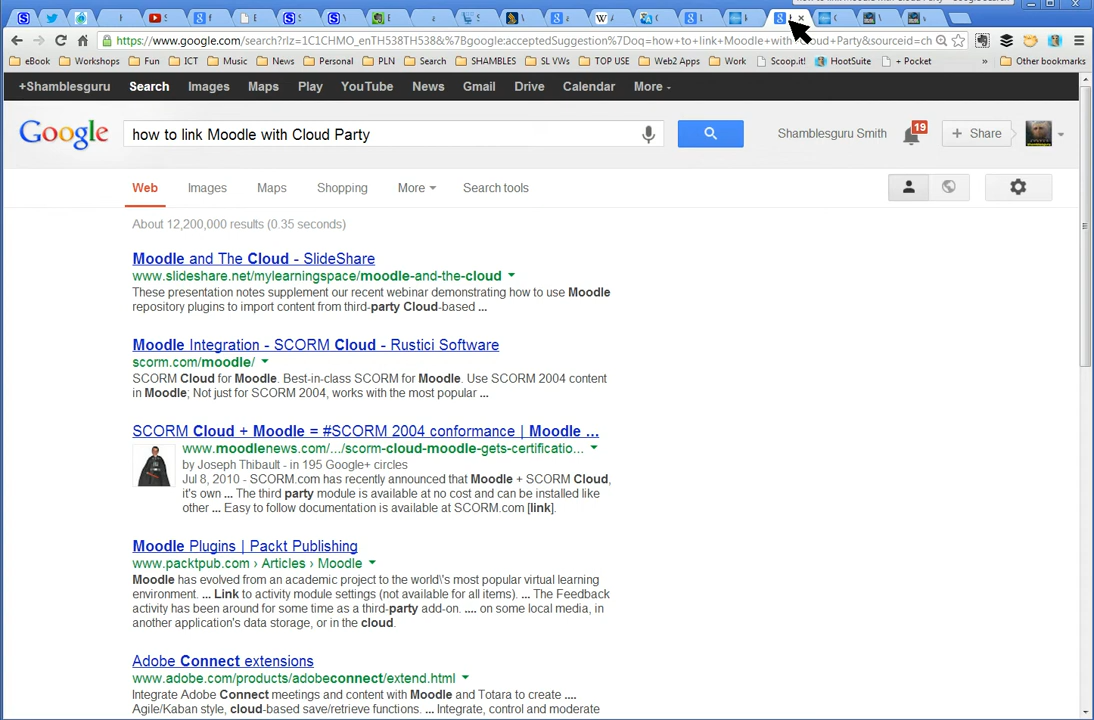 https://www.google.com/search?rlz=1C1CHMO_enTH538TH538&%7Bgoogle:acceptedSuggestion%7Doq=how+to+link+Moodle+with+Cloud+Party&sourceid=ch
eBook Workshops Fun ICT Music News Personal PLN Search SHAMBLES SL VWs TOP USE Web2 Apps Work Scoop.it! HootSuite + Pocket » Other bookmarks
+Shamblesguru Search Images Maps Play YouTube News Gmail Drive Calendar More
Google how to link Moodle with Cloud Party Shamblesguru Smith 19 + Share
Web Images Maps Shopping More Search tools
About 12,200,000 results (0.35 seconds)
Moodle and The Cloud - SlideShare
www.slideshare.net/mylearningspace/moodle-and-the-cloud
These presentation notes supplement our recent webinar demonstrating how to use Moodle
repository plugins to import content from third-party Cloud-based ...
Moodle Integration - SCORM Cloud - Rustici Software
scorm.com/moodle/
SCORM Cloud for Moodle. Best-in-class SCORM for Moodle. Use SCORM 2004 content
in Moodle; Not just for SCORM 2004, works with the most popular ...
SCORM Cloud + Moodle = #SCORM 2004 conformance | Moodle ...
www.moodlenews.com/.../scorm-cloud-moodle-gets-certificatio...
by Joseph Thibault - in 195 Google+ circles
Jul 8, 2010 - SCORM.com has recently announced that Moodle + SCORM Cloud,
it's own ... The third party module is available at no cost and can be installed like
other ... Easy to follow documentation is available at SCORM.com [link].
Moodle Plugins | Packt Publishing
www.packtpub.com › Articles › Moodle
Moodle has evolved from an academic project to the world\'s most popular virtual learning
environment. ... Link to activity module settings (not available for all items). ... The Feedback
activity has been around for some time as a third-party add-on. .... on some local media, in
another application's data storage, or in the cloud.
Adobe Connect extensions
www.adobe.com/products/adobeconnect/extend.html
Integrate Adobe Connect meetings and content with Moodle and Totara to create ....
Agile/Kaban style, cloud-based save/retrieve functions. ... Integrate, control and moderate